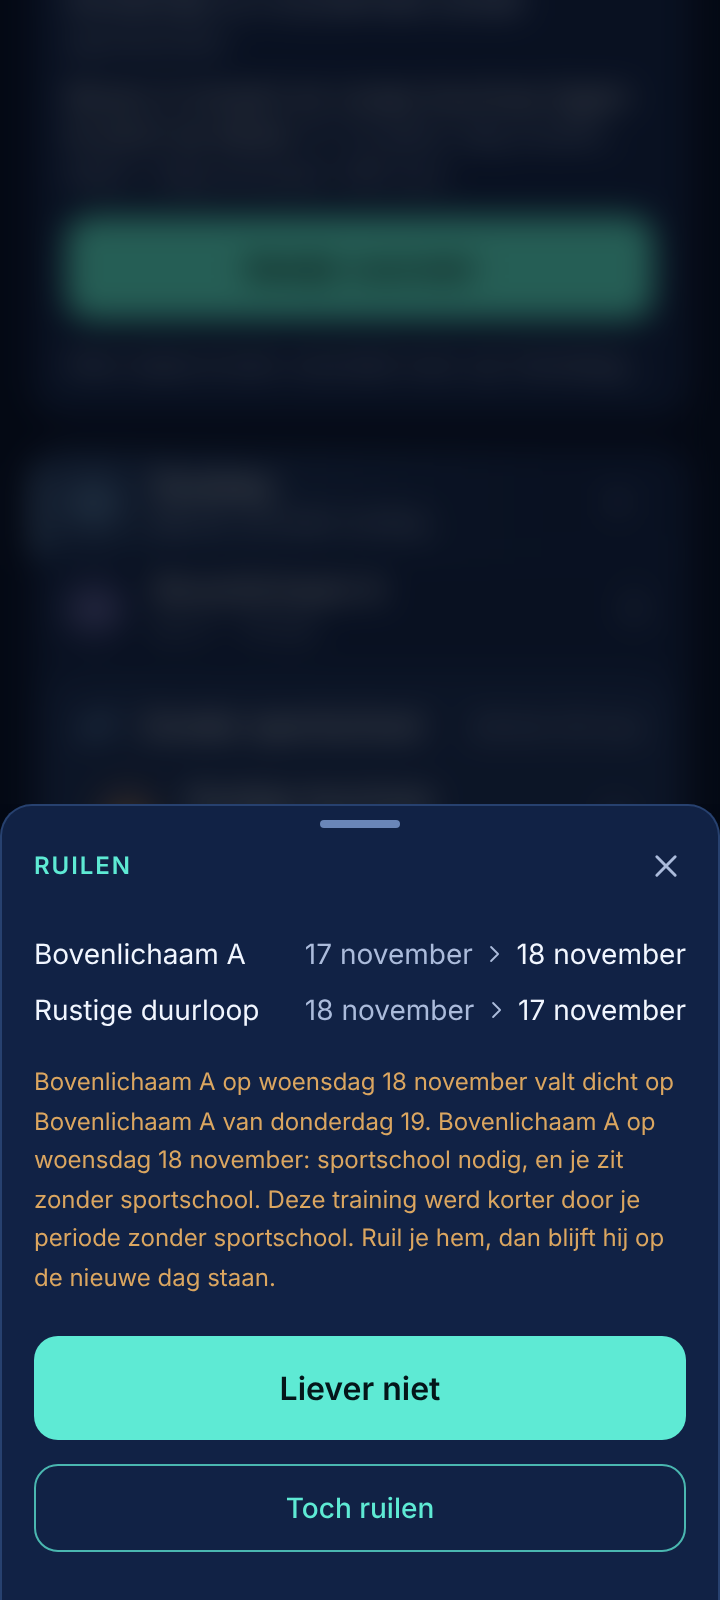 RUILEN
Bovenlichaam A 17 november > 18 november
Rustige duurloop 18 november > 17 november
Bovenlichaam A op woensdag 18 november valt dicht op
Bovenlichaam A van donderdag 19. Bovenlichaam A op
woensdag 18 november: sportschool nodig, en je zit
zonder sportschool. Deze training werd korter door je
periode zonder sportschool. Ruil je hem, dan blijft hij op
de nieuwe dag staan.
Liever niet
Toch ruilen